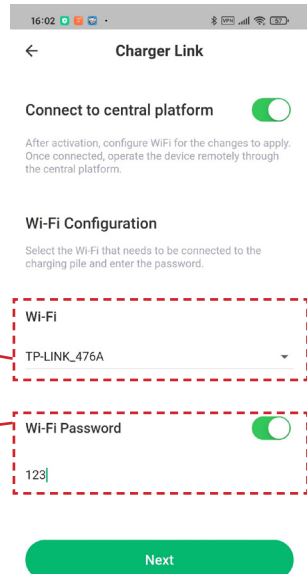 16:02
VPN
57
Charger Link
Connect to central platform
After activation, configure WiFi for the changes to apply.
Once connected, operate the device remotely through
the central platform.
Wi-Fi Configuration
Select the Wi-Fi that needs to be connected to the
charging pile and enter the password.
Wi-Fi
TP-LINK_476A
Wi-Fi Password
123
Next